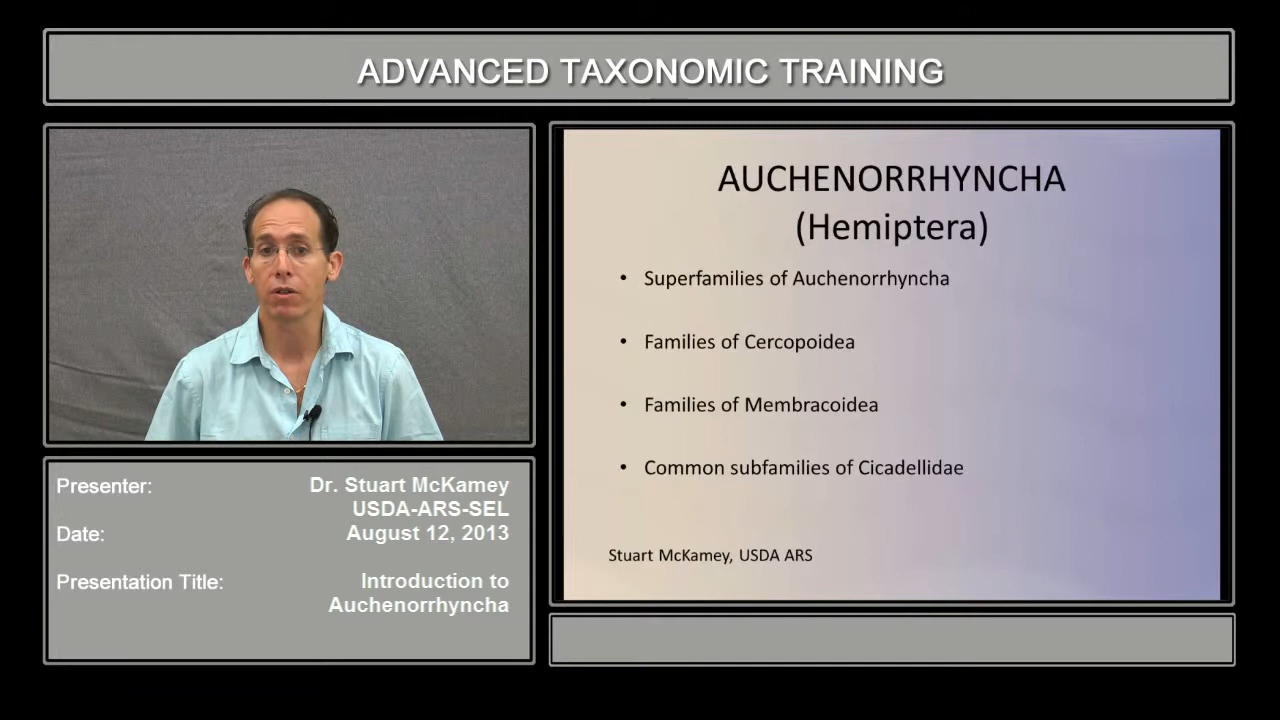 ADVANCED TAXONOMIC TRAINING
AUCHENORRHYNCHA
(Hemiptera)
• Superfamilies of Auchenorrhyncha
• Families of Cercopoidea
• Families of Membracoidea
• Common subfamilies of Cicadellidae
Stuart McKamey, USDA ARS
Presenter: Dr. Stuart McKamey
USDA-ARS-SEL
Date: August 12, 2013
Presentation Title: Introduction to
Auchenorrhyncha